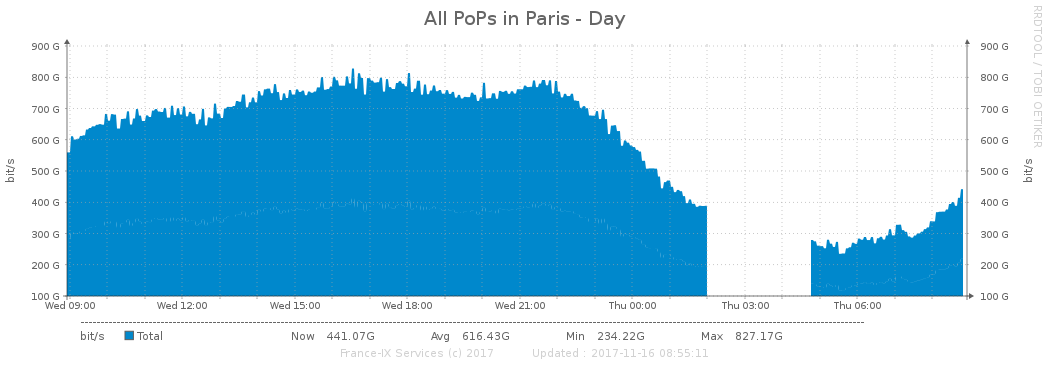 All PoPs in Paris - Day
RRDTOOL / TOBI OETIKER
900 G 900 G
800 G 800 G
700 G 700 G
600 G 600 G
500 G 500 G
400 G 400 G
300 G 300 G
200 G 200 G
100 G 100 G
bit/s bit/s
Wed 09:00 Wed 12:00 Wed 15:00 Wed 18:00 Wed 21:00 Thu 00:00 Thu 03:00 Thu 06:00
bit/s Total Now 441.07G Avg 616.43G Min 234.22G Max 827.17G
France-IX Services (c) 2017 Updated : 2017-11-16 08:55:11